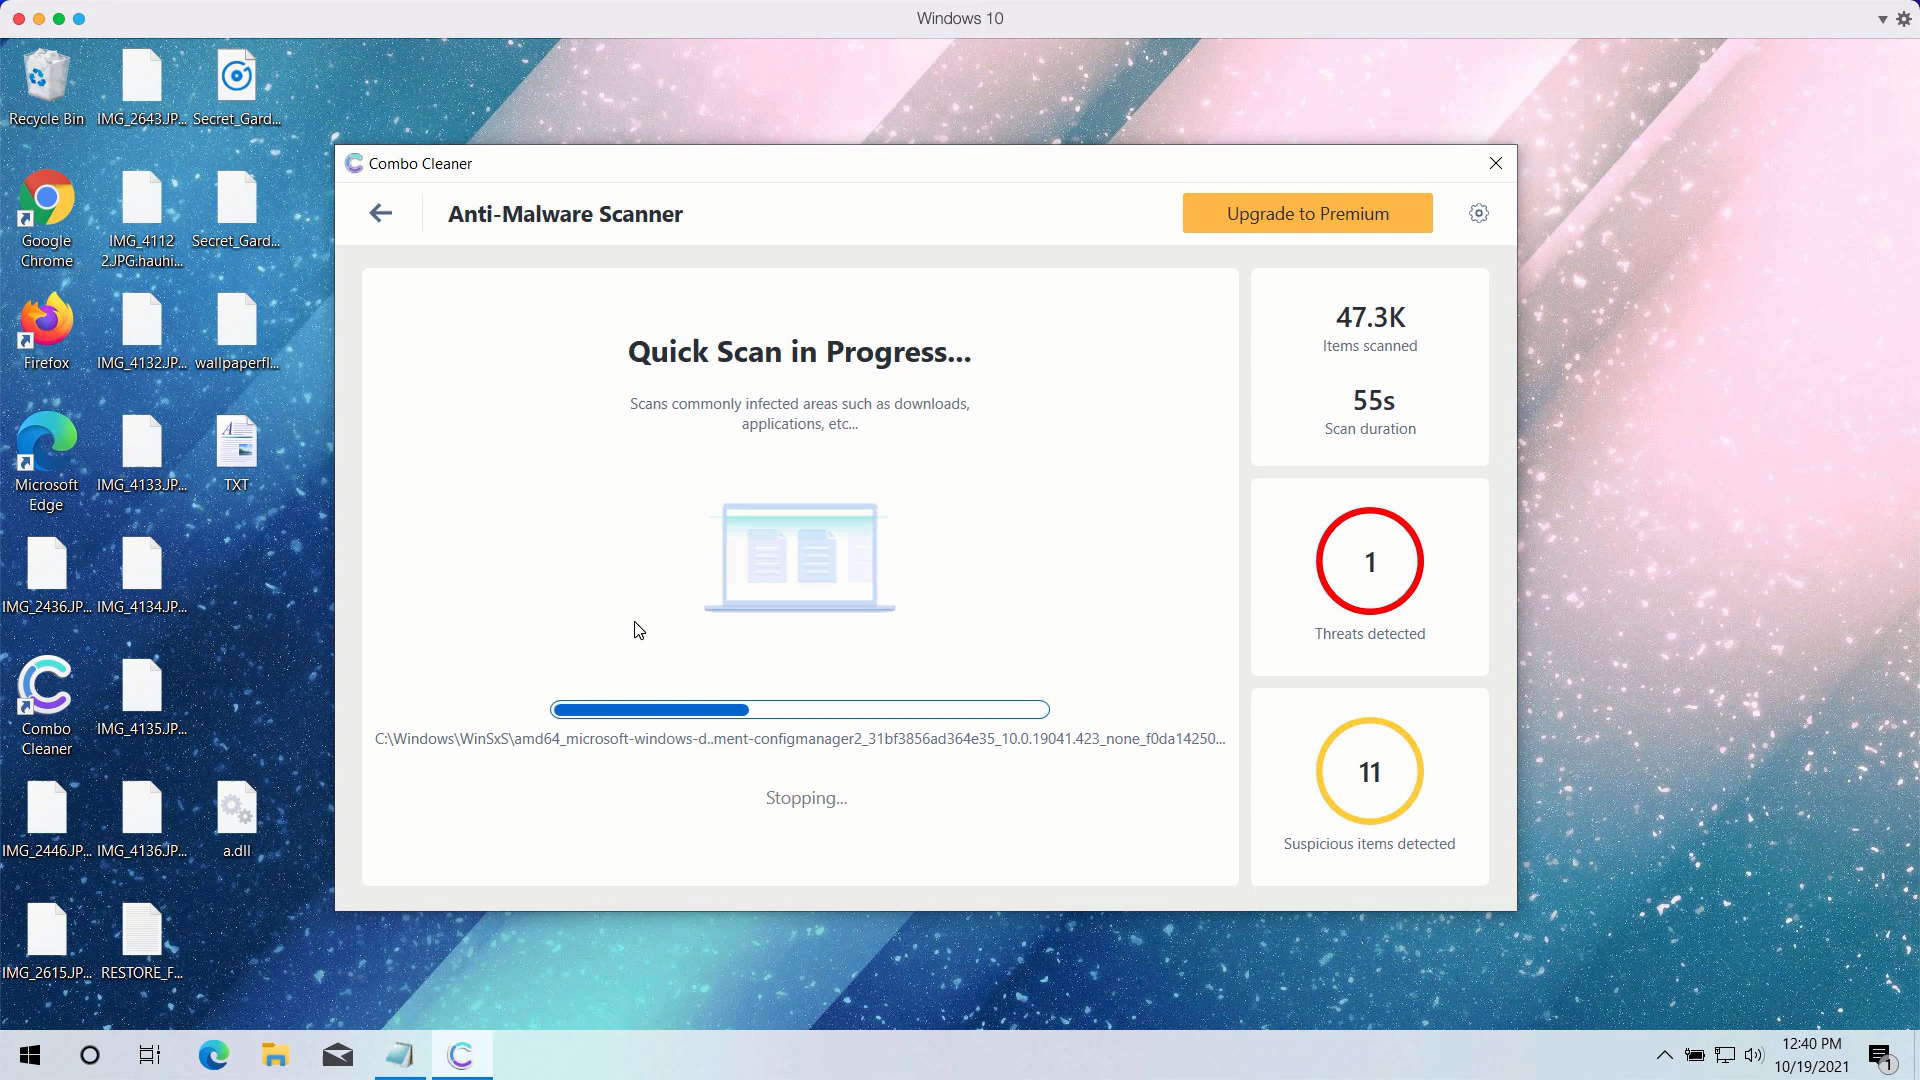 Windows 10
Recycle Bin
IMG_2643.JP...
Secret_Gard...
Google
Chrome
IMG_4112
2.JPG.hauhi...
Secret_Gard...
Firefox
IMG_4132.JP...
wallpaperfl...
Microsoft
Edge
IMG_4133.JP...
TXT
IMG_2436.JP...
IMG_4134.JP...
Combo
Cleaner
IMG_4135.JP...
IMG_2446.JP...
IMG_4136.JP...
a.dll
IMG_2615.JP...
RESTORE_F...
Combo Cleaner
Anti-Malware Scanner
Upgrade to Premium
Quick Scan in Progress...
Scans commonly infected areas such as downloads,
applications, etc...
C:\Windows\WinSxS\amd64_microsoft-windows-d..ment-configmanager2_31bf3856ad364e35_10.0.19041.423_none_f0da14250...
Stopping...
47.3K
Items scanned
55s
Scan duration
1
Threats detected
11
Suspicious items detected
12:40 PM
10/19/2021
1